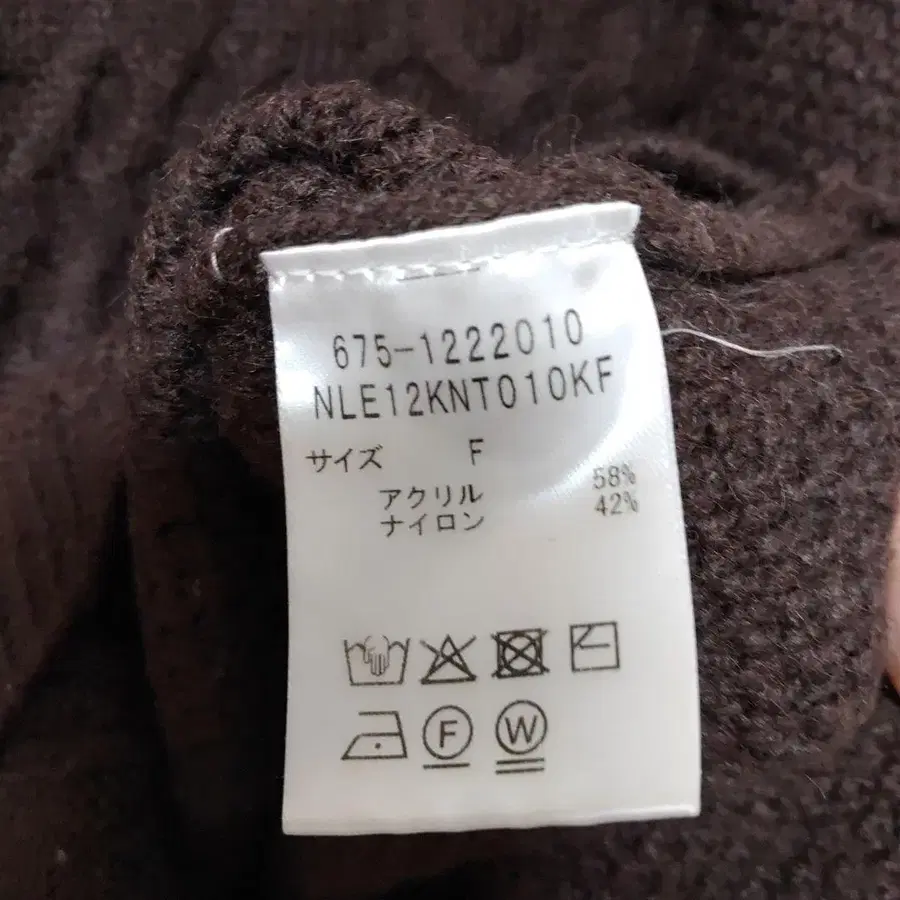 675-1222010
NLE12KNT010KF
サイズ F
アクリル 58%
ナイロン 42%
F W